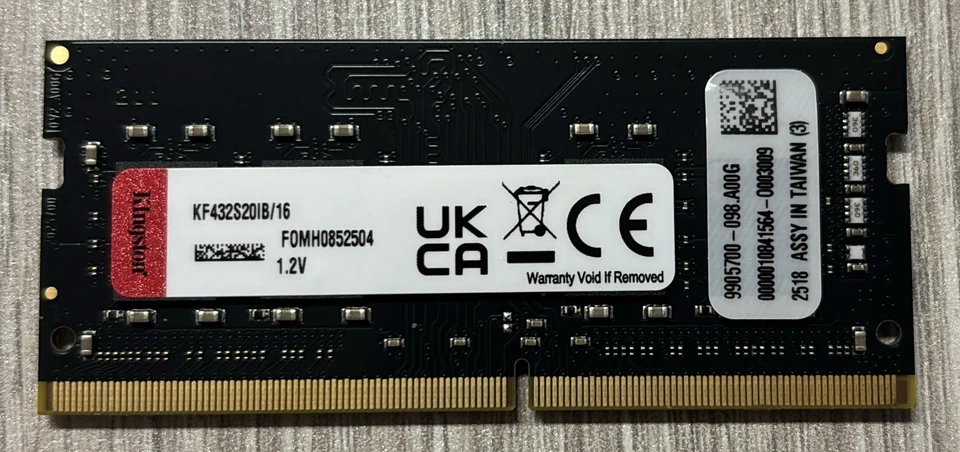 Kingston
KF432S20IB/16
F0MH0852504
1.2V
UK
CA
CE
Warranty Void If Removed
9905700-098.A00G
0000010841564-0003009
2518 ASSY IN TAIWAN (3)